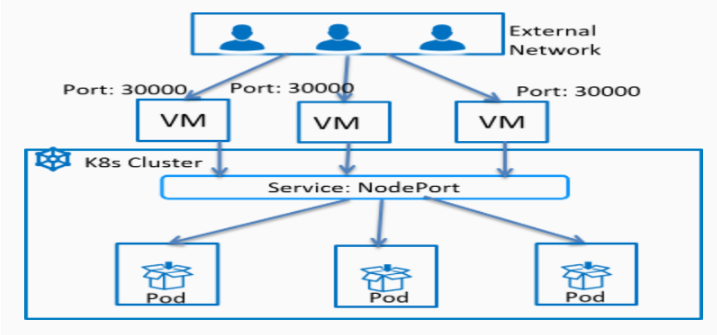 External
Network
Port: 30000
Port: 30000
Port: 30000
VM
VM
VM
K8s Cluster
Service: NodePort
Pod
Pod
Pod